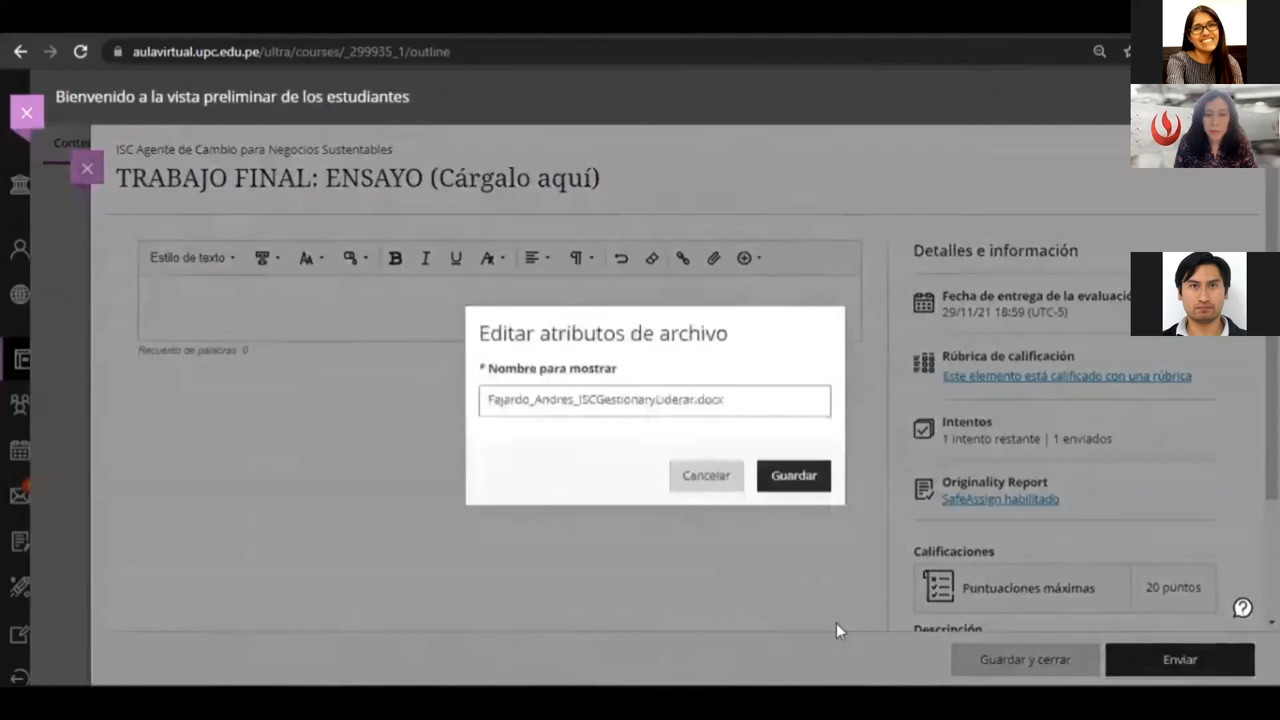 aulavirtual.upc.edu.pe/ultra/courses/_299935_1/outline
Bienvenido a la vista preliminar de los estudiantes
Conte
ISC Agente de Cambio para Negocios Sustentables
TRABAJO FINAL: ENSAYO (Cárgalo aquí)
Estilo de texto
Recuento de palabras 0
Editar atributos de archivo
* Nombre para mostrar
Fajardo_Andres_ISCGestionaryLiderar.docx
Cancelar
Guardar
Detalles e información
Fecha de entrega de la evaluació
29/11/21 18:59 (UTC-5)
Rúbrica de calificación
Este elemento está calificado con una rúbrica
Intentos
1 intento restante | 1 enviados
Originality Report
SafeAssign habilitado
Calificaciones
Puntuaciones máximas
20 puntos
Descripción
Guardar y cerrar
Enviar